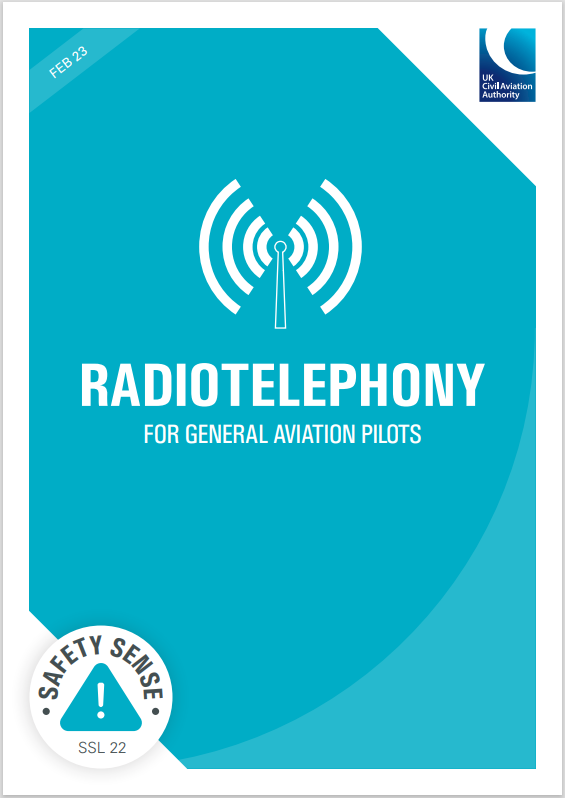 FEB 23
UK
Civil Aviation
Authority
RADIOTELEPHONY
FOR GENERAL AVIATION PILOTS
SAFETY SENSE
!
SSL 22